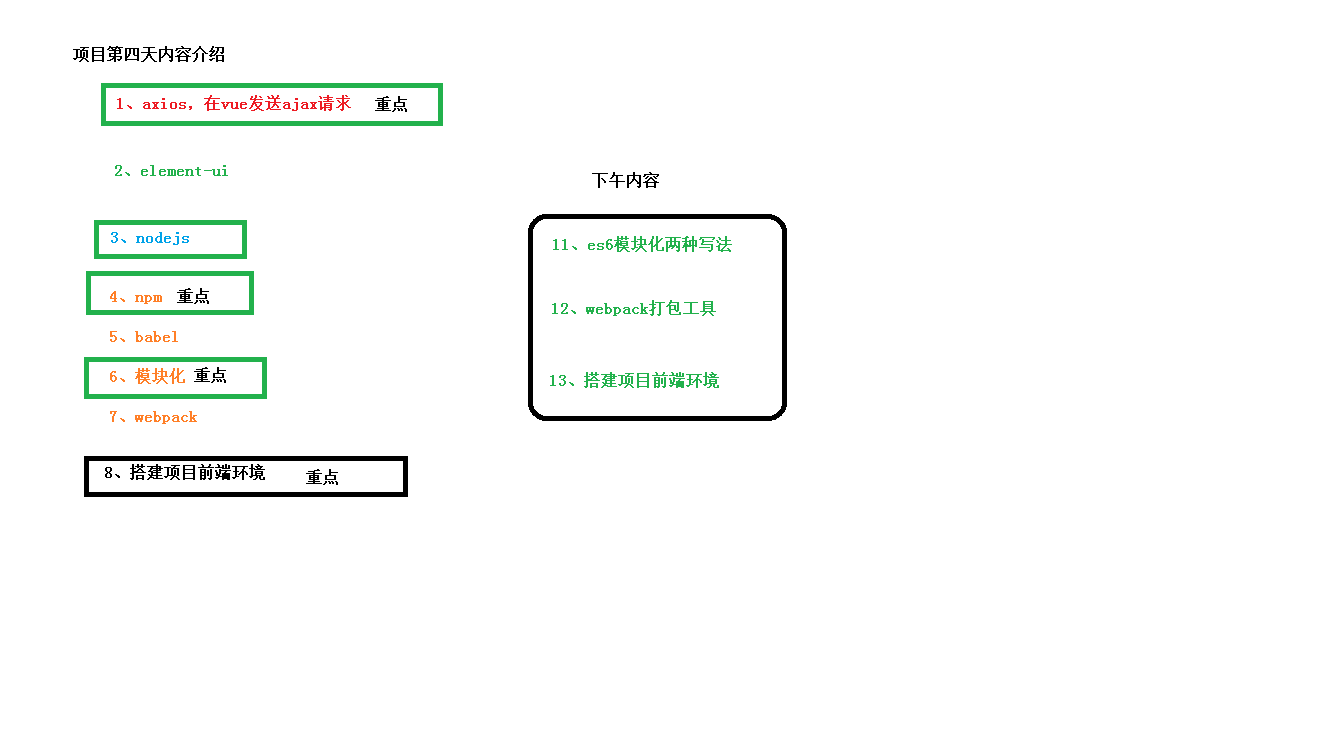 项目第四天内容介绍
1、axios，在vue发送ajax请求 重点
2、element-ui
3、nodejs
4、npm 重点
5、babel
6、模块化 重点
7、webpack
8、搭建项目前端环境 重点
下午内容
11、es6模块化两种写法
12、webpack打包工具
13、搭建项目前端环境